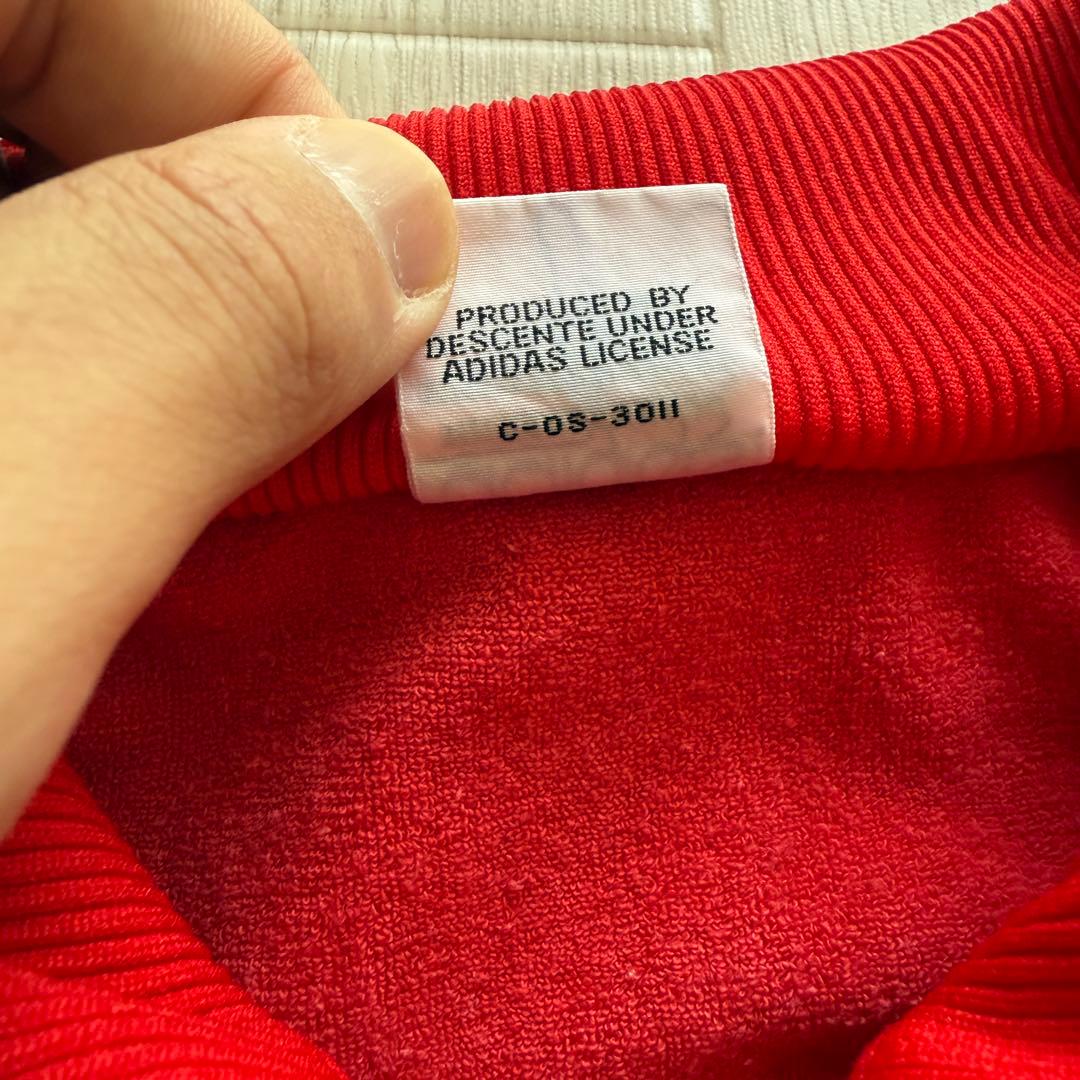 PRODUCED BY
DESCENTE UNDER
ADIDAS LICENSE
C-OS-3011